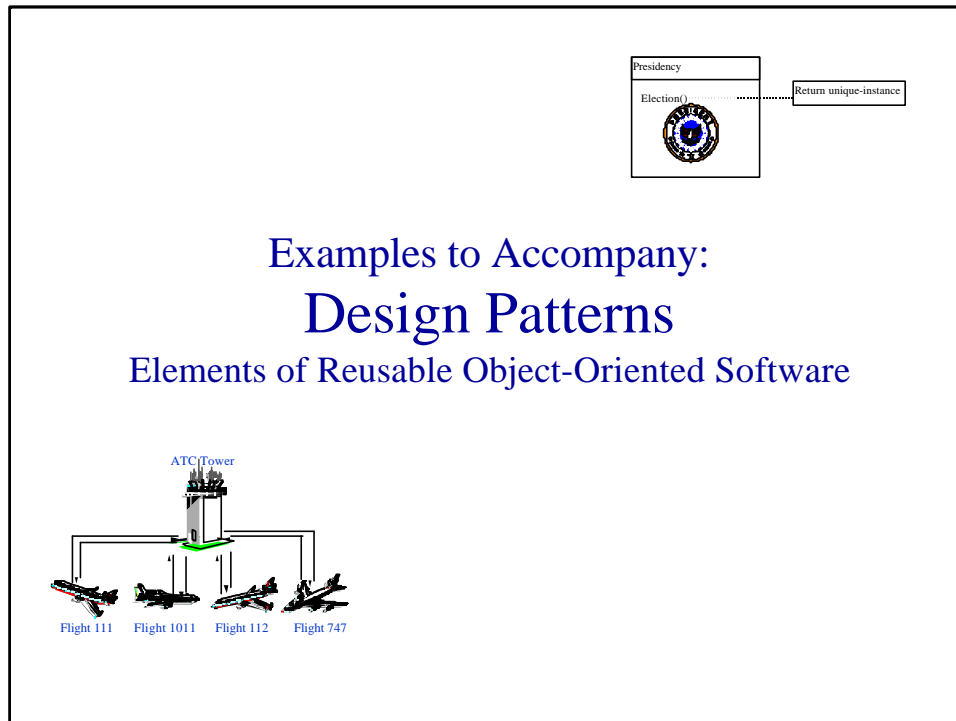 Presidency
Election()
Return unique-instance
Examples to Accompany:
Design Patterns
Elements of Reusable Object-Oriented Software
ATC Tower
Flight 111
Flight 1011
Flight 112
Flight 747